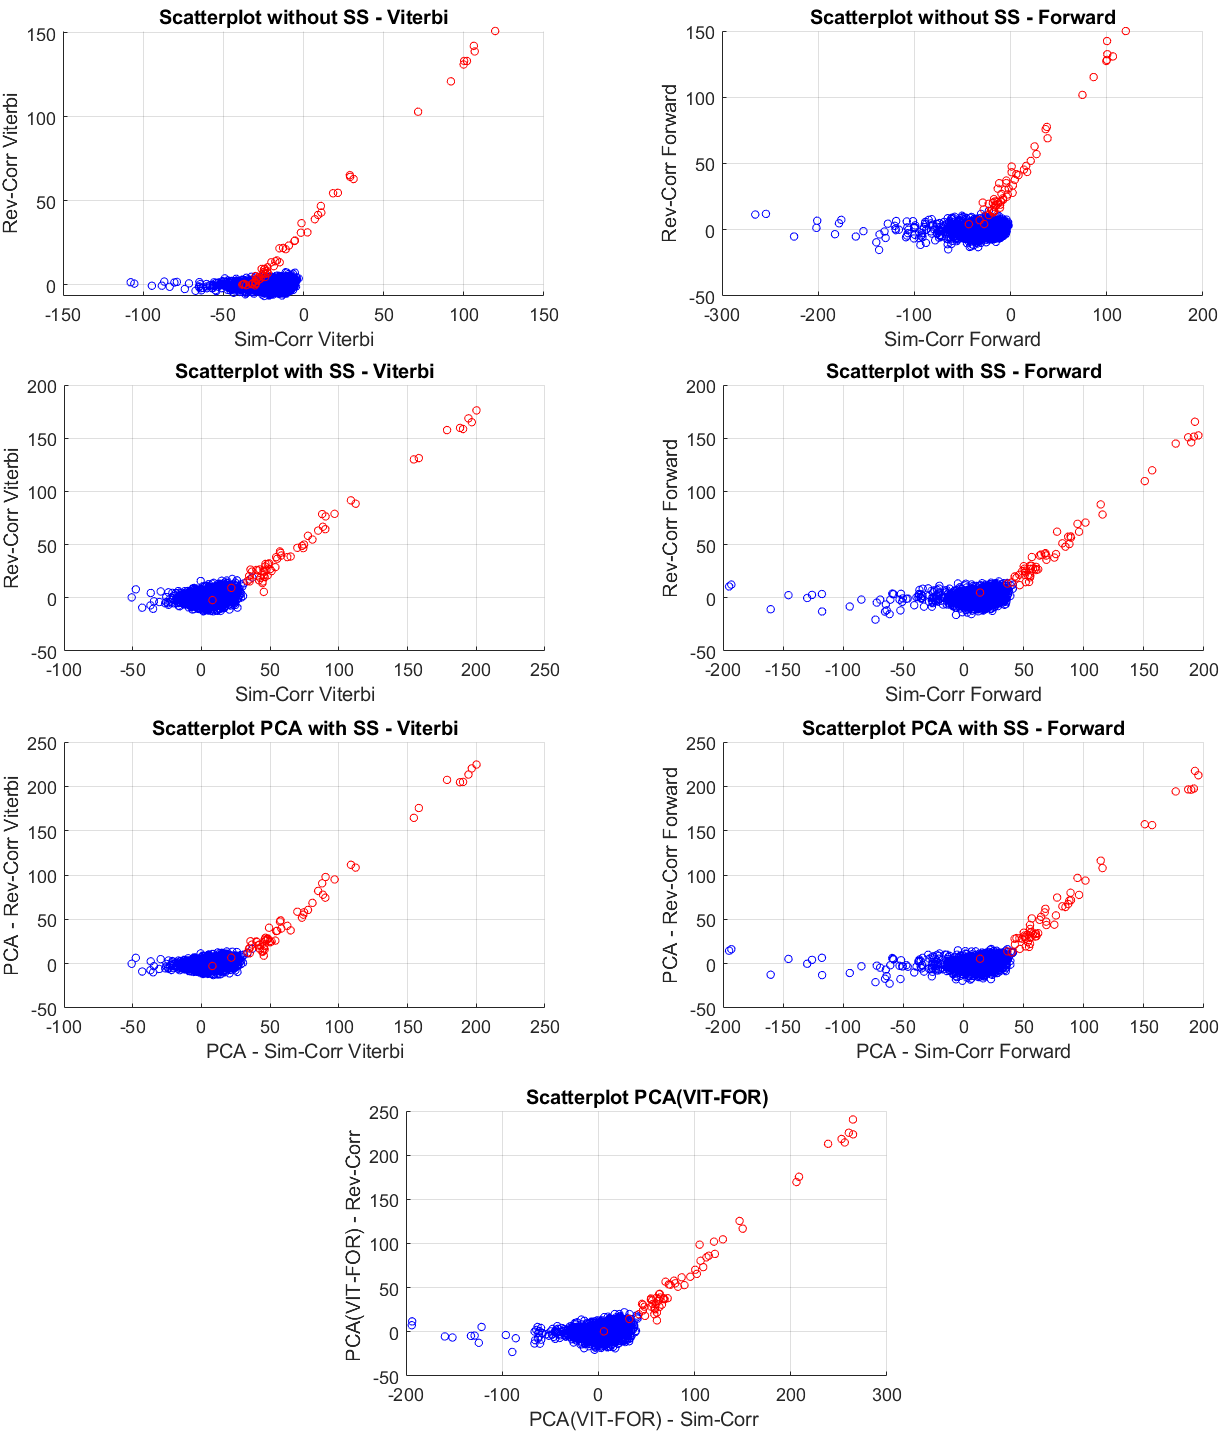 Scatterplot without SS - Viterbi
150
100
50
0
-150 -100 -50 0 50 100 150
Rev-Corr Viterbi
Sim-Corr Viterbi
Scatterplot without SS - Forward
150
100
50
0
-50
-300 -200 -100 0 100 200
Rev-Corr Forward
Sim-Corr Forward
Scatterplot with SS - Viterbi
200
150
100
50
0
-50
-100 -50 0 50 100 150 200 250
Rev-Corr Viterbi
Sim-Corr Viterbi
Scatterplot with SS - Forward
200
150
100
50
0
-50
-200 -150 -100 -50 0 50 100 150 200
Rev-Corr Forward
Sim-Corr Forward
Scatterplot PCA with SS - Viterbi
250
200
150
100
50
0
-50
-100 -50 0 50 100 150 200 250
PCA - Rev-Corr Viterbi
PCA - Sim-Corr Viterbi
Scatterplot PCA with SS - Forward
250
200
150
100
50
0
-50
-200 -150 -100 -50 0 50 100 150 200
PCA - Rev-Corr Forward
PCA - Sim-Corr Forward
Scatterplot PCA(VIT-FOR)
250
200
150
100
50
0
-50
-200 -100 0 100 200 300
PCA(VIT-FOR) - Rev-Corr
PCA(VIT-FOR) - Sim-Corr